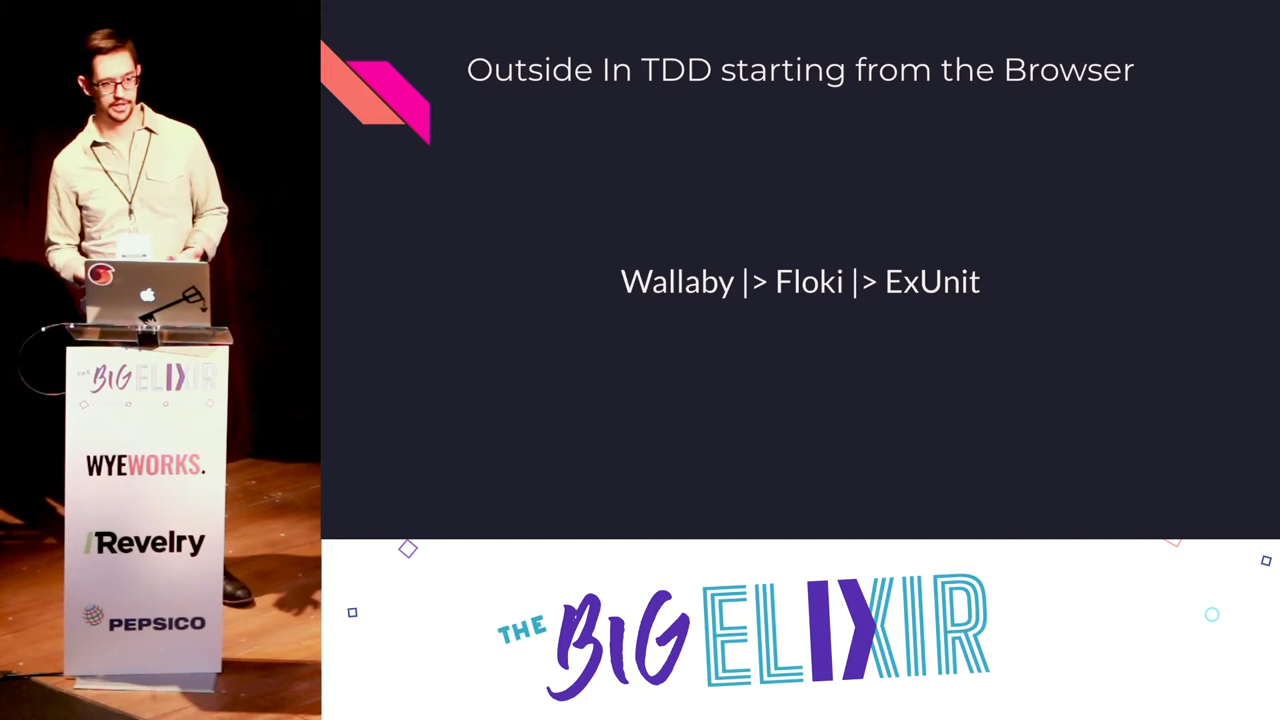 Outside In TDD starting from the Browser
Wallaby |> Floki |> ExUnit
THE BIG ELIXIR
WYEWORKS.
Revelry
PEPSICO
THE BIG ELIXIR